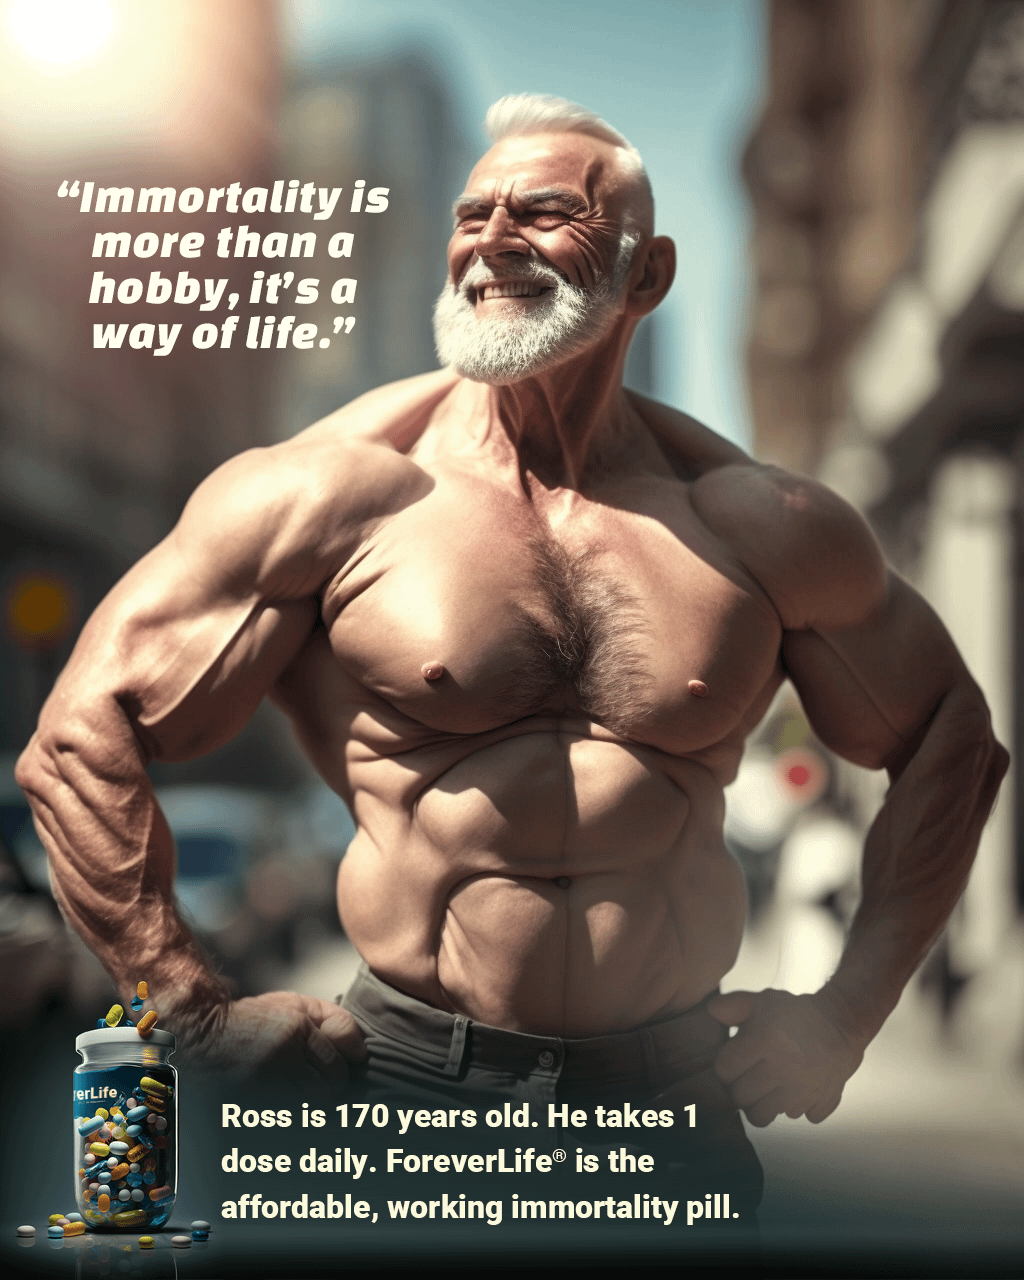 “Immortality is
more than a
hobby, it’s a
way of life.”
verLife
Ross is 170 years old. He takes 1
dose daily. ForeverLife® is the
affordable, working immortality pill.